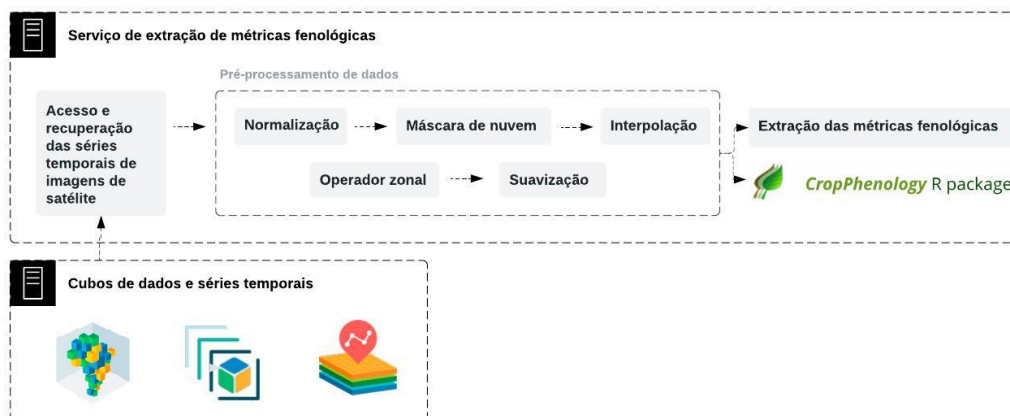 Serviço de extração de métricas fenológicas
Pré-processamento de dados
Acesso e
recuperação
das séries
temporais de
imagens de
satélite
Normalização
Máscara de nuvem
Interpolação
Operador zonal
Suavização
Extração das métricas fenológicas
CropPhenology R package
Cubos de dados e séries temporais